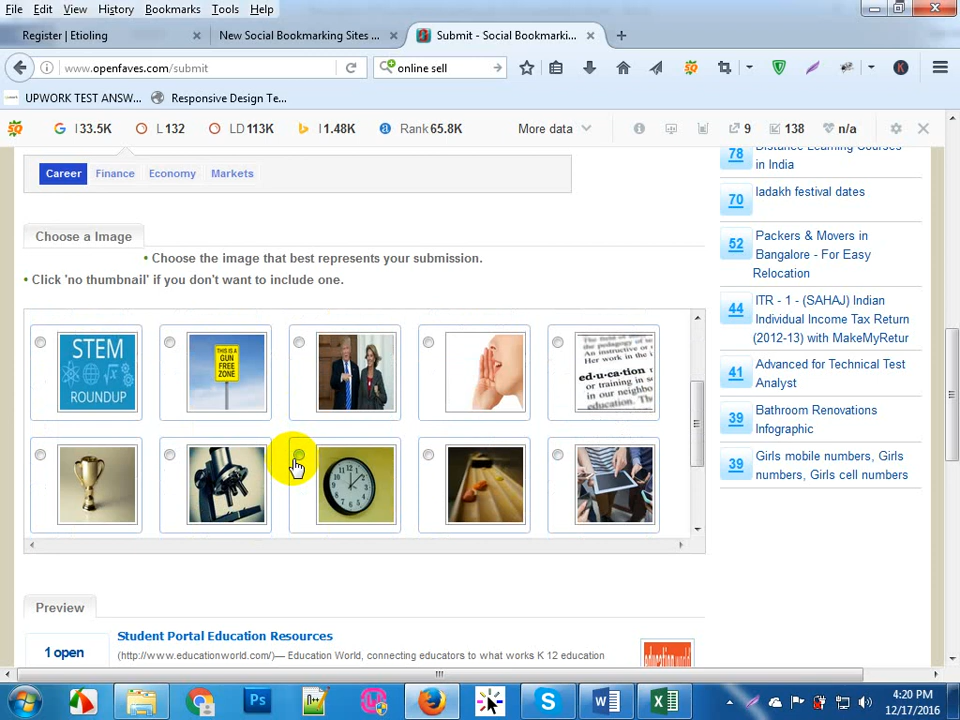 File Edit View History Bookmarks Tools Help
Register | Etioling
New Social Bookmarking Sites ...
Submit - Social Bookmarki...
www.openfaves.com/submit
online sell
UPWORK TEST ANSW...
Responsive Design Te...
I 33.5K
L 132
LD 113K
I 1.48K
Rank 65.8K
More data
9
138
n/a
Career Finance Economy Markets
Choose a Image
• Choose the image that best represents your submission.
• Click 'no thumbnail' if you don't want to include one.
STEM
ROUNDUP
THIS IS A
GUN
FREE
ZONE
ed·u·ca·tion
or training in
in our neighbo
education. Th
Preview
1 open
Student Portal Education Resources
(http://www.educationworld.com/)— Education World, connecting educators to what works K 12 education
78
Distance Learning Courses
in India
70
ladakh festival dates
52
Packers & Movers in
Bangalore - For Easy
Relocation
44
ITR - 1 - (SAHAJ) Indian
Individual Income Tax Return
(2012-13) with MakeMyRetur
41
Advanced for Technical Test
Analyst
39
Bathroom Renovations
Infographic
39
Girls mobile numbers, Girls
numbers, Girls cell numbers
4:20 PM
12/17/2016